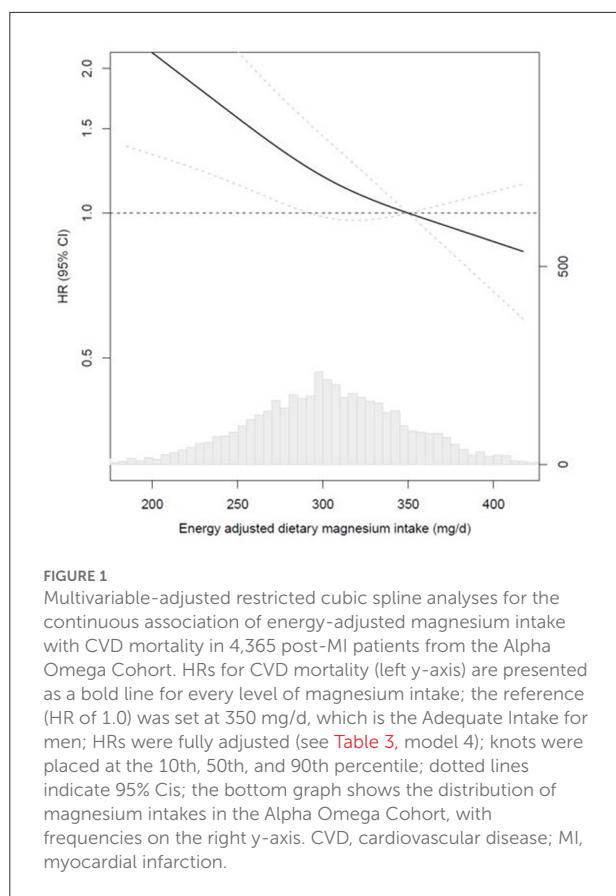 2.0
1.5
1.0
0.5
HR (95% CI)
500
0
200 250 300 350 400
Energy adjusted dietary magnesium intake (mg/d)
FIGURE 1
Multivariable-adjusted restricted cubic spline analyses for the
continuous association of energy-adjusted magnesium intake
with CVD mortality in 4,365 post-MI patients from the Alpha
Omega Cohort. HRs for CVD mortality (left y-axis) are presented
as a bold line for every level of magnesium intake; the reference
(HR of 1.0) was set at 350 mg/d, which is the Adequate Intake for
men; HRs were fully adjusted (see Table 3, model 4); knots were
placed at the 10th, 50th, and 90th percentile; dotted lines
indicate 95% Cis; the bottom graph shows the distribution of
magnesium intakes in the Alpha Omega Cohort, with
frequencies on the right y-axis. CVD, cardiovascular disease; MI,
myocardial infarction.